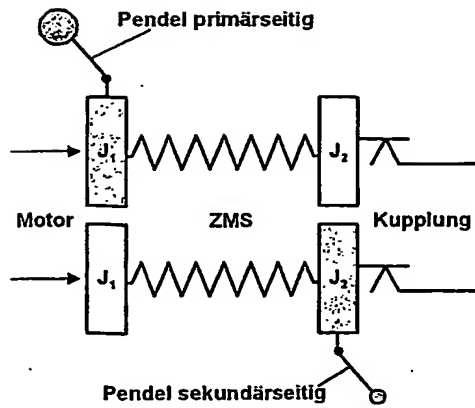 Pendel primärseitig
J₁ J₂
Motor ZMS Kupplung
J₁ J₂
Pendel sekundärseitig